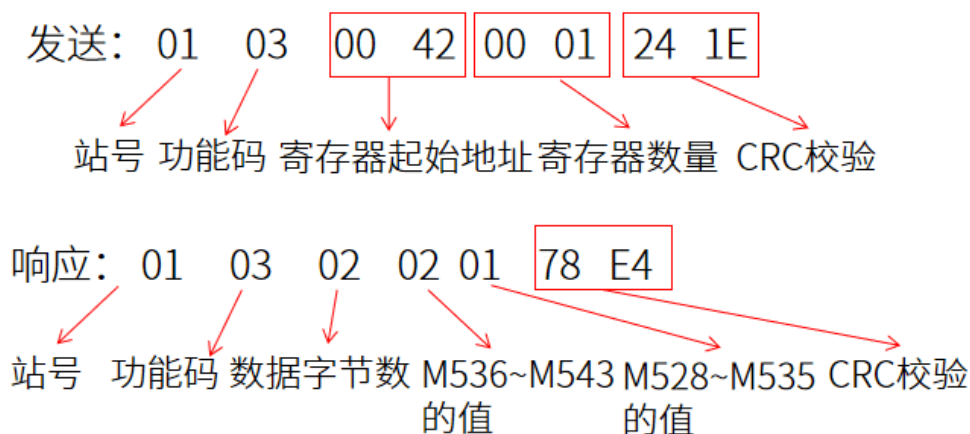 发送： 01 03 00 42 00 01 24 1E
站号 功能码 寄存器起始地址 寄存器数量 CRC校验
响应： 01 03 02 02 01 78 E4
站号 功能码 数据字节数 M536~M543 M528~M535 CRC校验
的值 的值